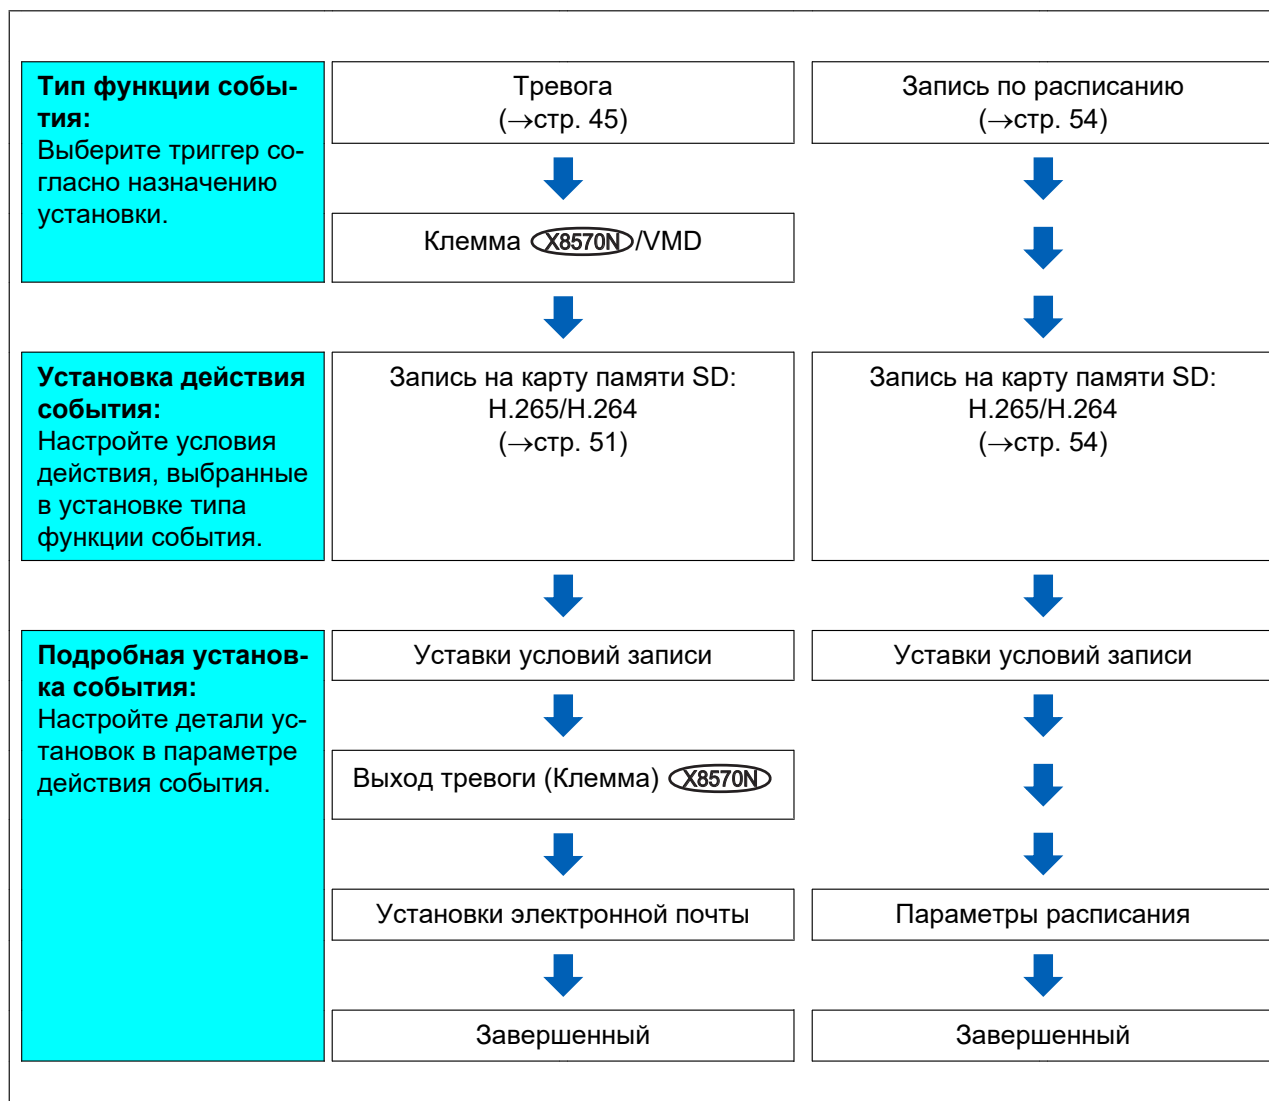 Тип функции собы-
тия:
Выберите триггер со-
гласно назначению
установки.
Тревога
(→стр. 45)
Запись по расписанию
(→стр. 54)
Клемма X8570N/VMD
Установка действия
события:
Настройте условия
действия, выбранные
в установке типа
функции события.
Запись на карту памяти SD:
H.265/H.264
(→стр. 51)
Запись на карту памяти SD:
H.265/H.264
(→стр. 54)
Подробная установ-
ка события:
Настройте детали ус-
тановок в параметре
действия события.
Уставки условий записи
Уставки условий записи
Выход тревоги (Клемма) X8570N
Установки электронной почты
Параметры расписания
Завершенный
Завершенный